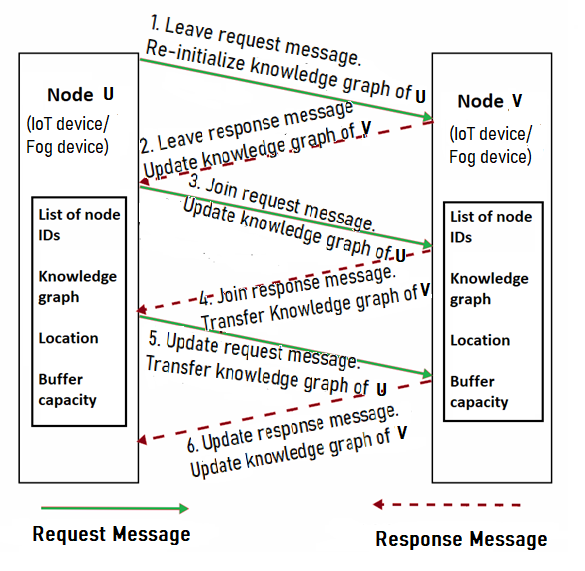 1. Leave request message.
Re-initialize knowledge graph of U
Node U
(IoT device/
Fog device)
Node V
(IoT device/
Fog device)
2. Leave response message
Update knowledge graph of V
3. Join request message.
Update knowledge graph of U
List of node
IDs
Knowledge
graph
Location
Buffer
capacity
List of node
IDs
Knowledge
graph
Location
Buffer
capacity
4. Join response message.
Transfer Knowledge graph of V
5. Update request message.
Transfer knowledge graph of U
6. Update response message.
Update knowledge graph of V
Request Message
Response Message